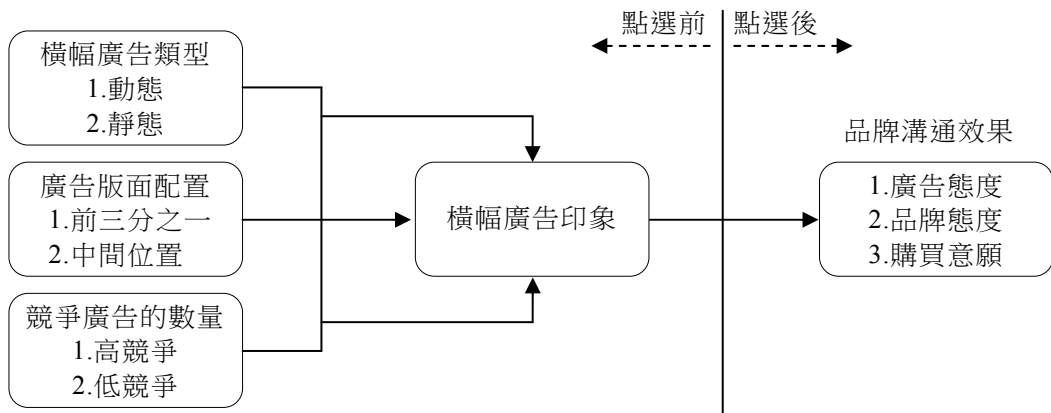 點選前
點選後
橫幅廣告類型
1.動態
2.靜態
廣告版面配置
1.前三分之一
2.中間位置
競爭廣告的數量
1.高競爭
2.低競爭
橫幅廣告印象
品牌溝通效果
1.廣告態度
2.品牌態度
3.購買意願